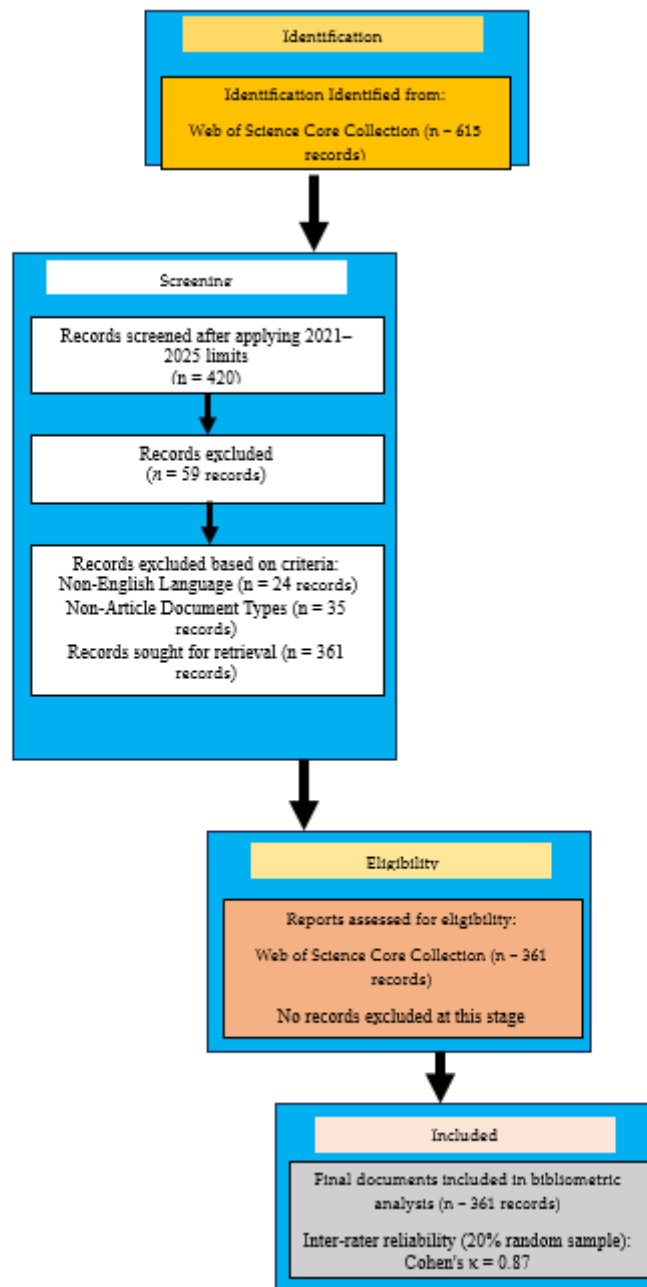 Identification
Identification Identified from:
Web of Science Core Collection (n – 615
records)
Screening
Records screened after applying 2021–
2025 limits
(n = 420)
Records excluded
(n = 59 records)
Records excluded based on criteria:
Non-English Language (n = 24 records)
Non-Article Document Types (n = 35
records)
Records sought for retrieval (n = 361
records)
Eligibility
Reports assessed for eligibility:
Web of Science Core Collection (n – 361
records)
No records excluded at this stage
Included
Final documents included in bibliometric
analysis (n – 361 records)
Inter-rater reliability (20% random sample):
Cohen's κ = 0.87